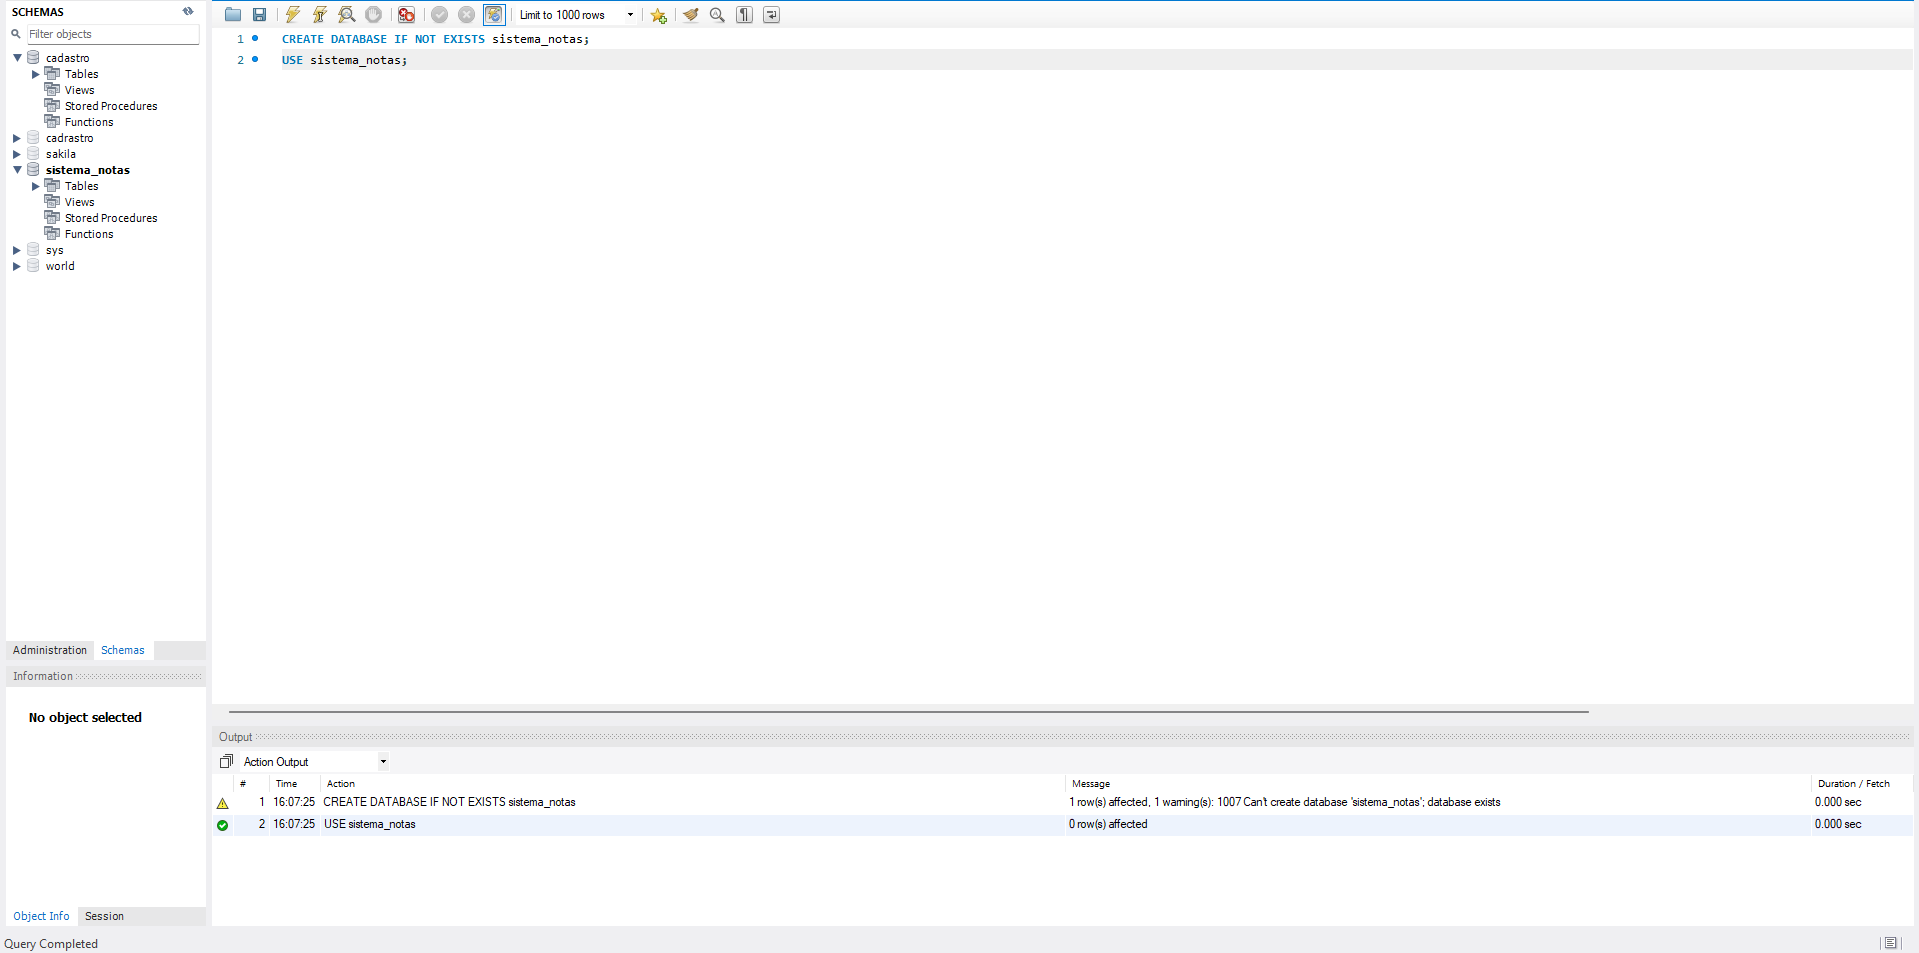 SCHEMAS
Filter objects
cadastro
Tables
Views
Stored Procedures
Functions
cadrastro
sakila
sistema_notas
Tables
Views
Stored Procedures
Functions
sys
world
Administration Schemas
Information
No object selected
Object Info Session
Query Completed
Limit to 1000 rows
1 CREATE DATABASE IF NOT EXISTS sistema_notas;
2 USE sistema_notas;
Output
Action Output
# Time Action Message Duration / Fetch
1 16:07:25 CREATE DATABASE IF NOT EXISTS sistema_notas 1 row(s) affected, 1 warning(s): 1007 Can't create database 'sistema_notas'; database exists 0.000 sec
2 16:07:25 USE sistema_notas 0 row(s) affected 0.000 sec